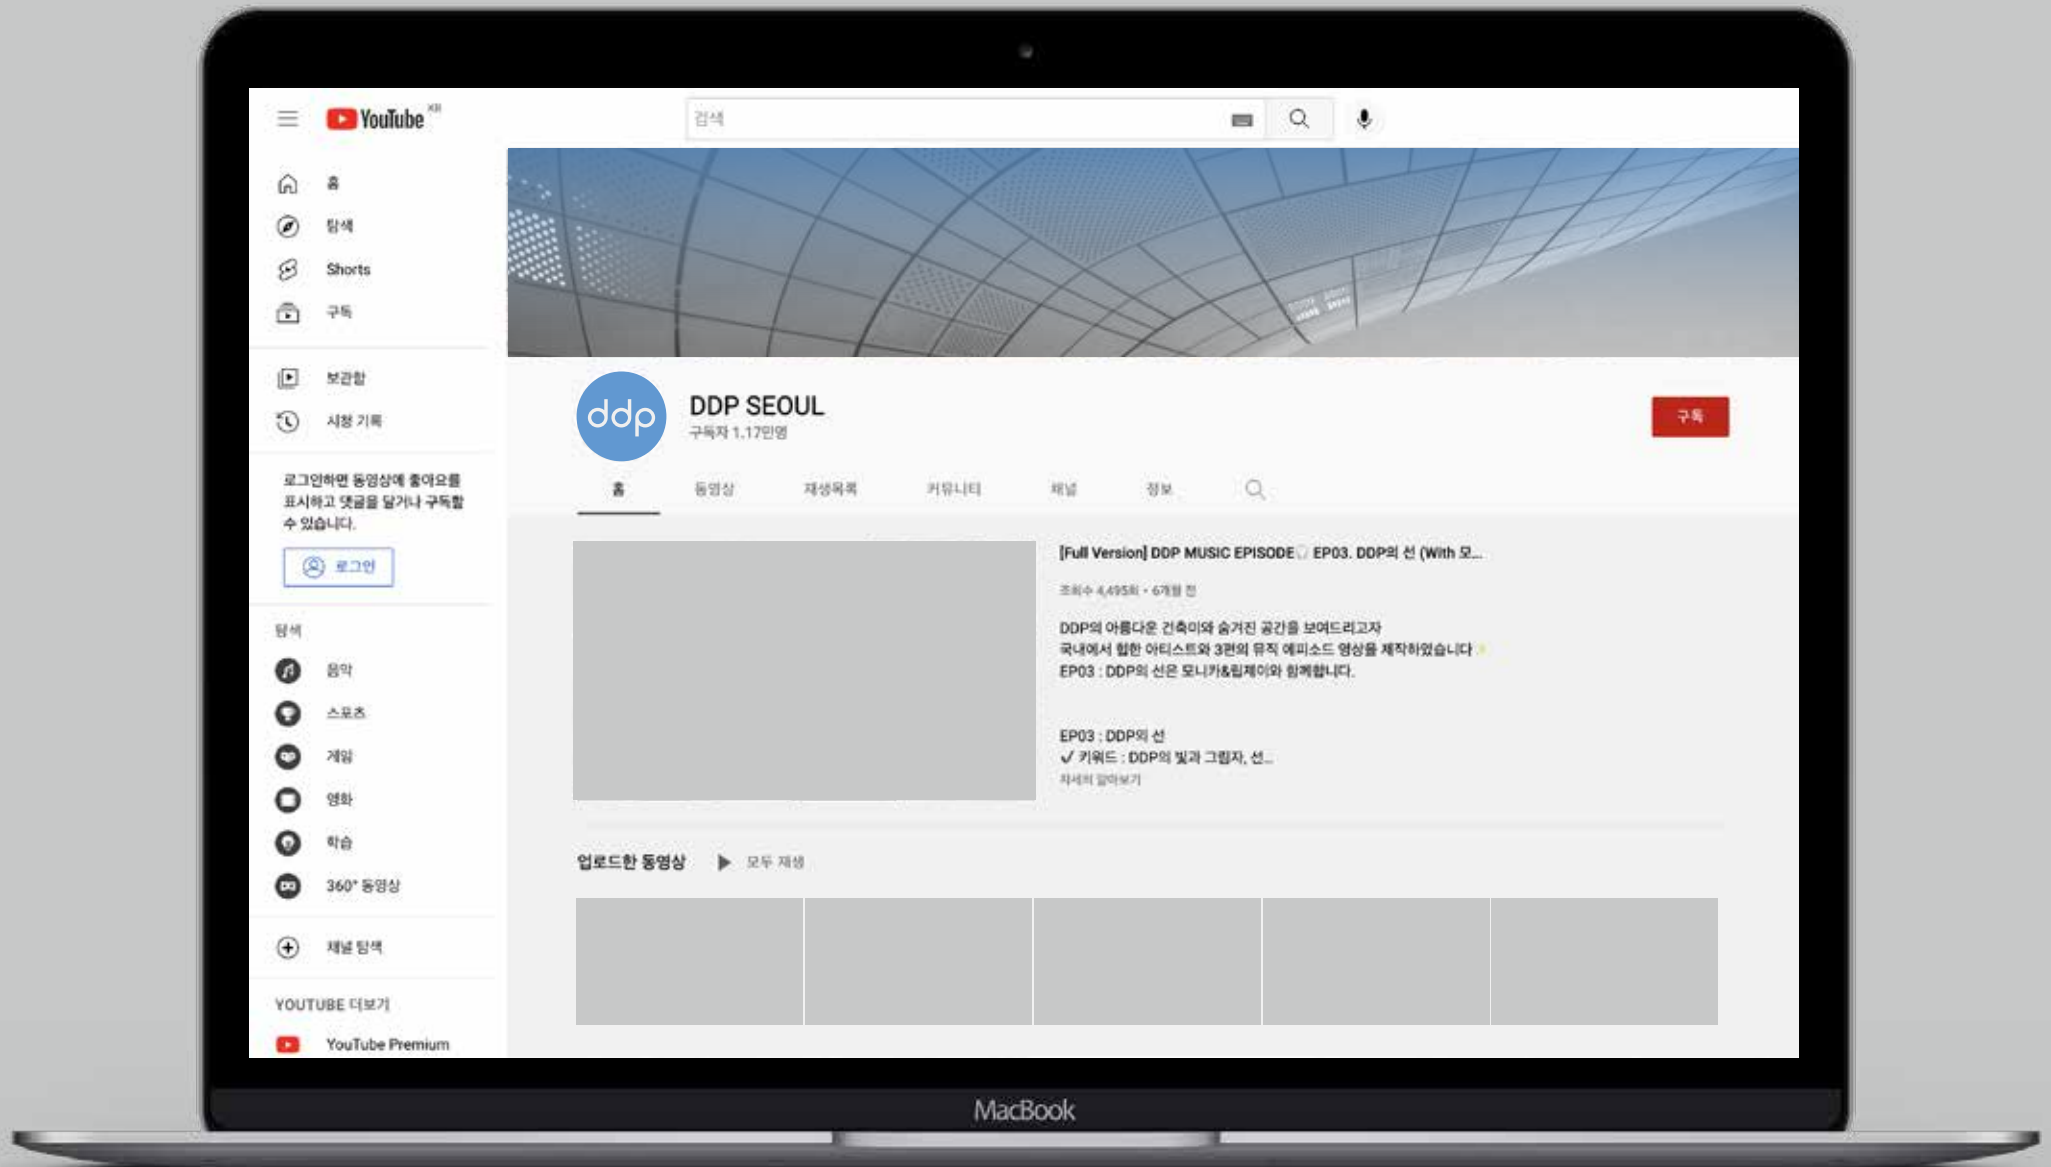 YouTube KR
검색
홈
탐색
Shorts
구독
보관함
시청 기록
로그인하면 동영상에 좋아요를
표시하고 댓글을 달거나 구독할
수 있습니다.
로그인
탐색
음악
스포츠
게임
영화
학습
360° 동영상
채널 탐색
YOUTUBE 더보기
YouTube Premium
ddp
DDP SEOUL
구독자 1.17만명
구독
홈 동영상 재생목록 커뮤니티 채널 정보
[Full Version] DDP MUSIC EPISODE🎧 EP03. DDP의 선 (With 모...
조회수 4,495회 • 6개월 전
DDP의 아름다운 건축미와 숨겨진 공간을 보여드리고자
국내에서 힙한 아티스트와 3편의 뮤직 에피소드 영상을 제작하였습니다✨
EP03 : DDP의 선은 모니카&립제이와 함께합니다.
EP03 : DDP의 선
✓ 키워드 : DDP의 빛과 그림자, 선...
자세히 알아보기
업로드한 동영상 ▶ 모두 재생
MacBook